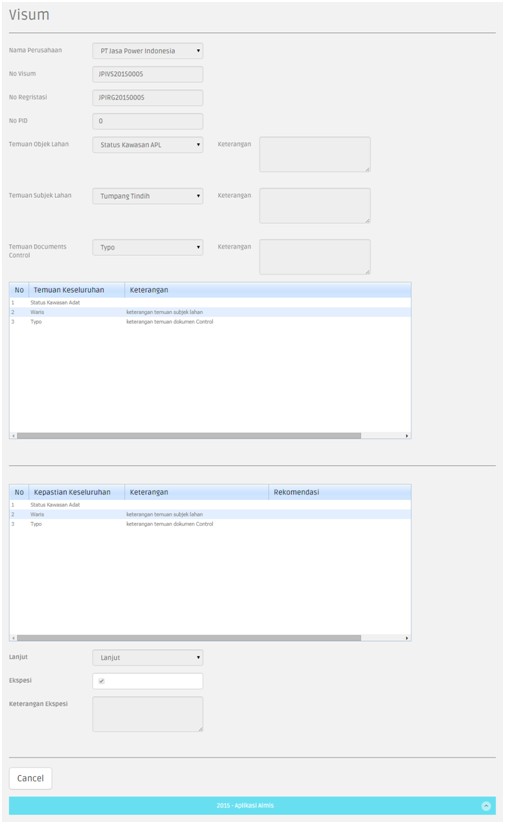 Visum
Nama Perusahaan PT Jasa Power Indonesia
No Visum JPIVS20150005
No Regristasi JPIRG20150005
No PID 0
Temuan Objek Lahan Status Kawasan APL Keterangan
Temuan Subjek Lahan Tumpang Tindih Keterangan
Temuan Documents Typo Keterangan
Control
No Temuan Keseluruhan Keterangan
1 Status Kawasan Adat
2 Waris keterangan temuan subjek lahan
3 Typo keterangan temuan dokumen Control
No Kepastian Keseluruhan Keterangan Rekomendasi
1 Status Kawasan Adat
2 Waris keterangan temuan subjek lahan
3 Typo keterangan temuan dokumen Control
Lanjut Lanjut
Ekspesi
Keterangan Ekspesi
Cancel
2015 - Aplikasi Almis